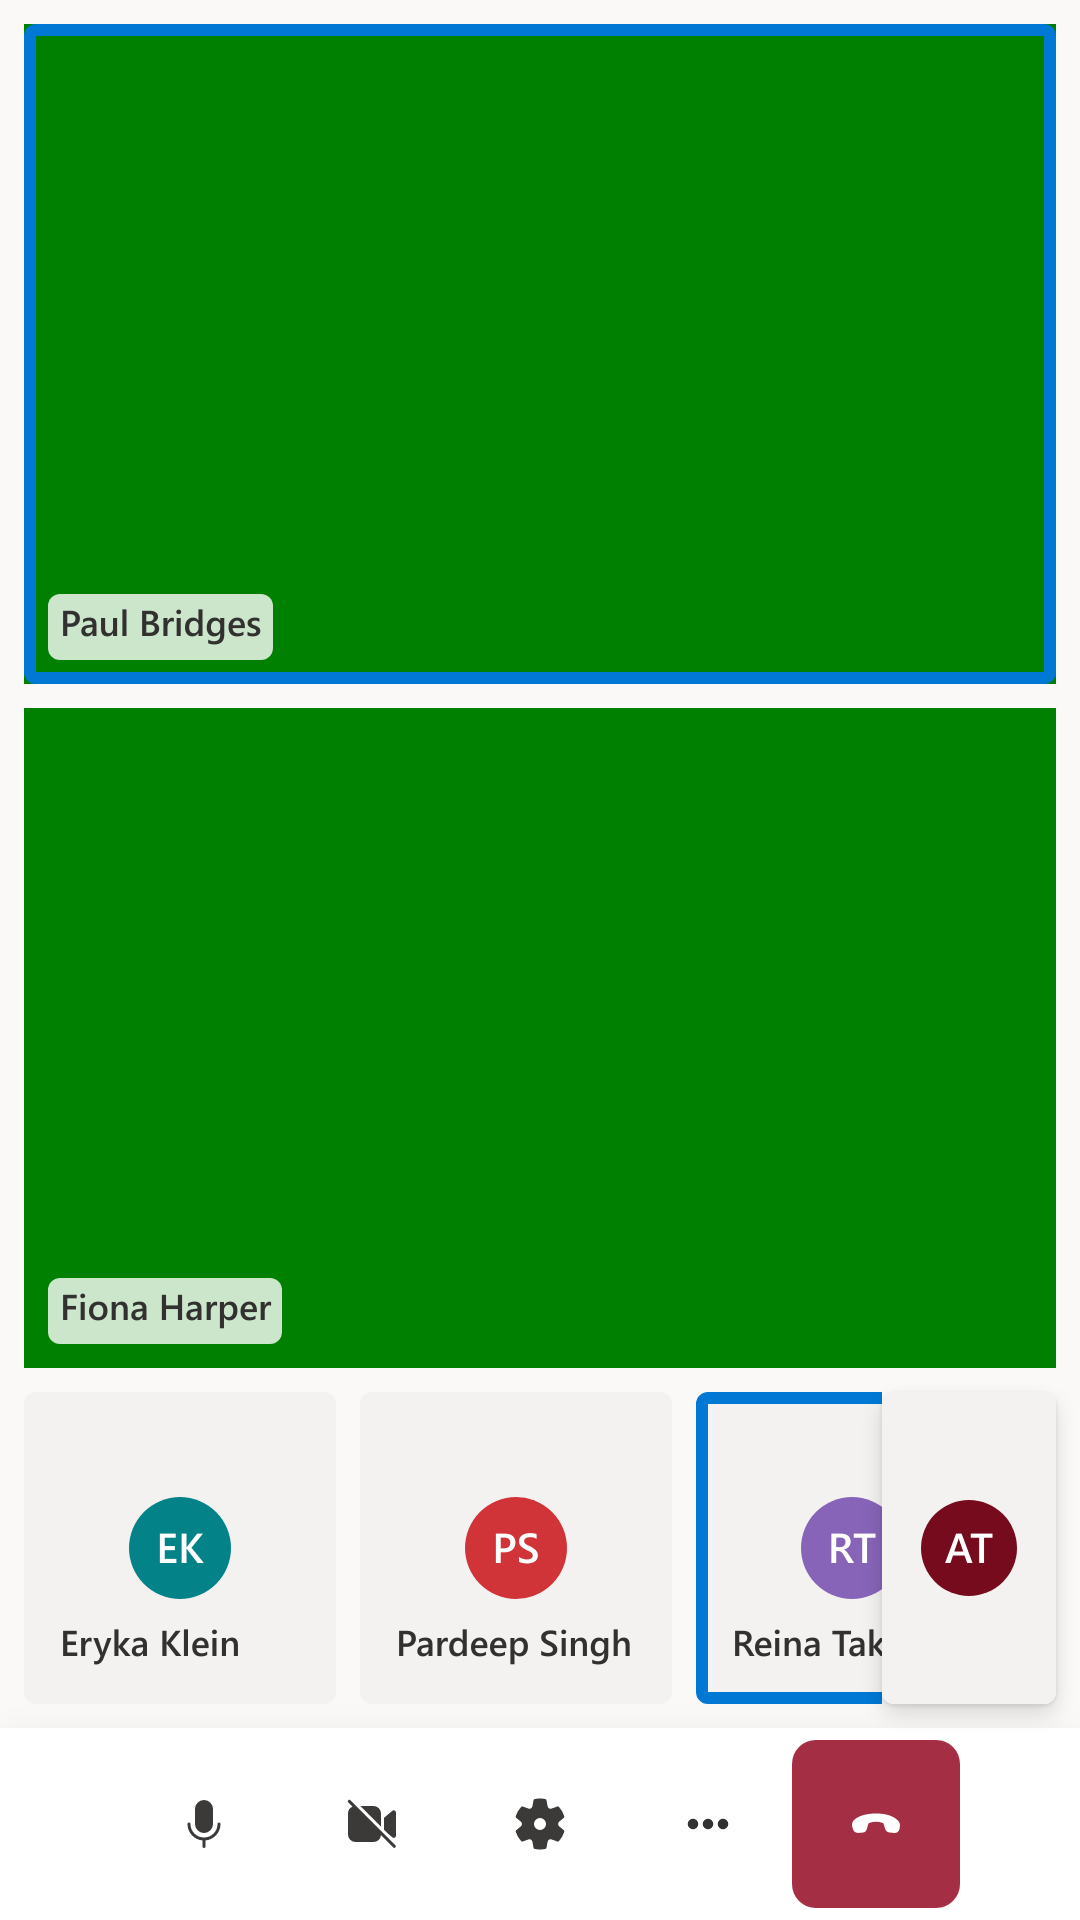 Paul Bridges
Fiona Harper
EK
PS
RT
AT
Eryka Klein
Pardeep Singh
Reina Tak